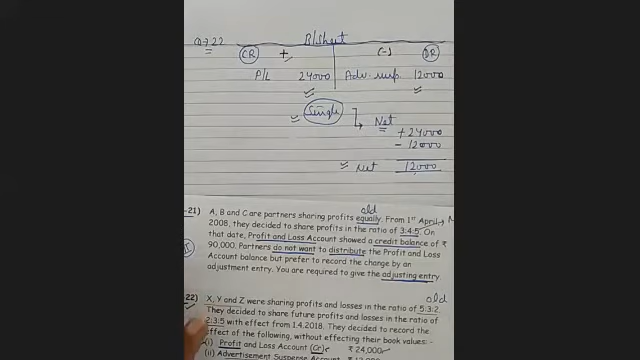 Q→22 B/Sheet
CR + (-) DR
P/L 24000 Adv. susp. 12000
Single Net
+24000
- 12000
Net 12000
old
-21) A, B and C are partners sharing profits equally. From 1st April→
2008, they decided to share profits in the ratio of 3:4:5. On
that date, Profit and Loss Account showed a credit balance of ₹
90,000. Partners do not want to distribute the Profit and Loss
Account balance but prefer to record the change by an
adjustment entry. You are required to give the adjusting entry.
old
22) X, Y and Z were sharing profits and losses in the ratio of 5:3:2.
They decided to share future profits and losses in the ratio of
2:3:5 with effect from 1.4.2018. They decided to record the
effect of the following, without effecting their book values:-
(i) Profit and Loss Account (Cr) ₹ 24,000
(ii) Advertisement Suspense Account ₹ 12,000